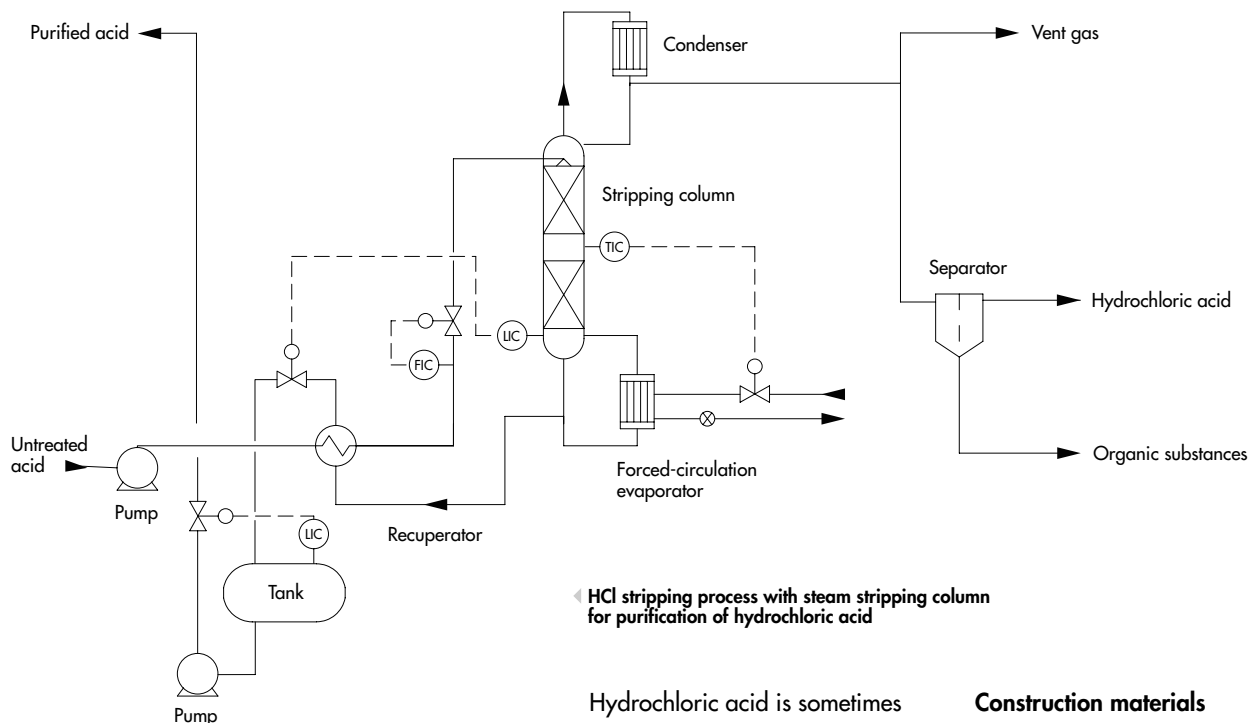 Purified acid
Condenser
Vent gas
Stripping column
TIC
Separator
Hydrochloric acid
LIC
FIC
Untreated
acid
Pump
Forced-circulation
evaporator
Organic substances
Recuperator
LIC
Tank
HCl stripping process with steam stripping column
for purification of hydrochloric acid
Pump
Hydrochloric acid is sometimes
Construction materials